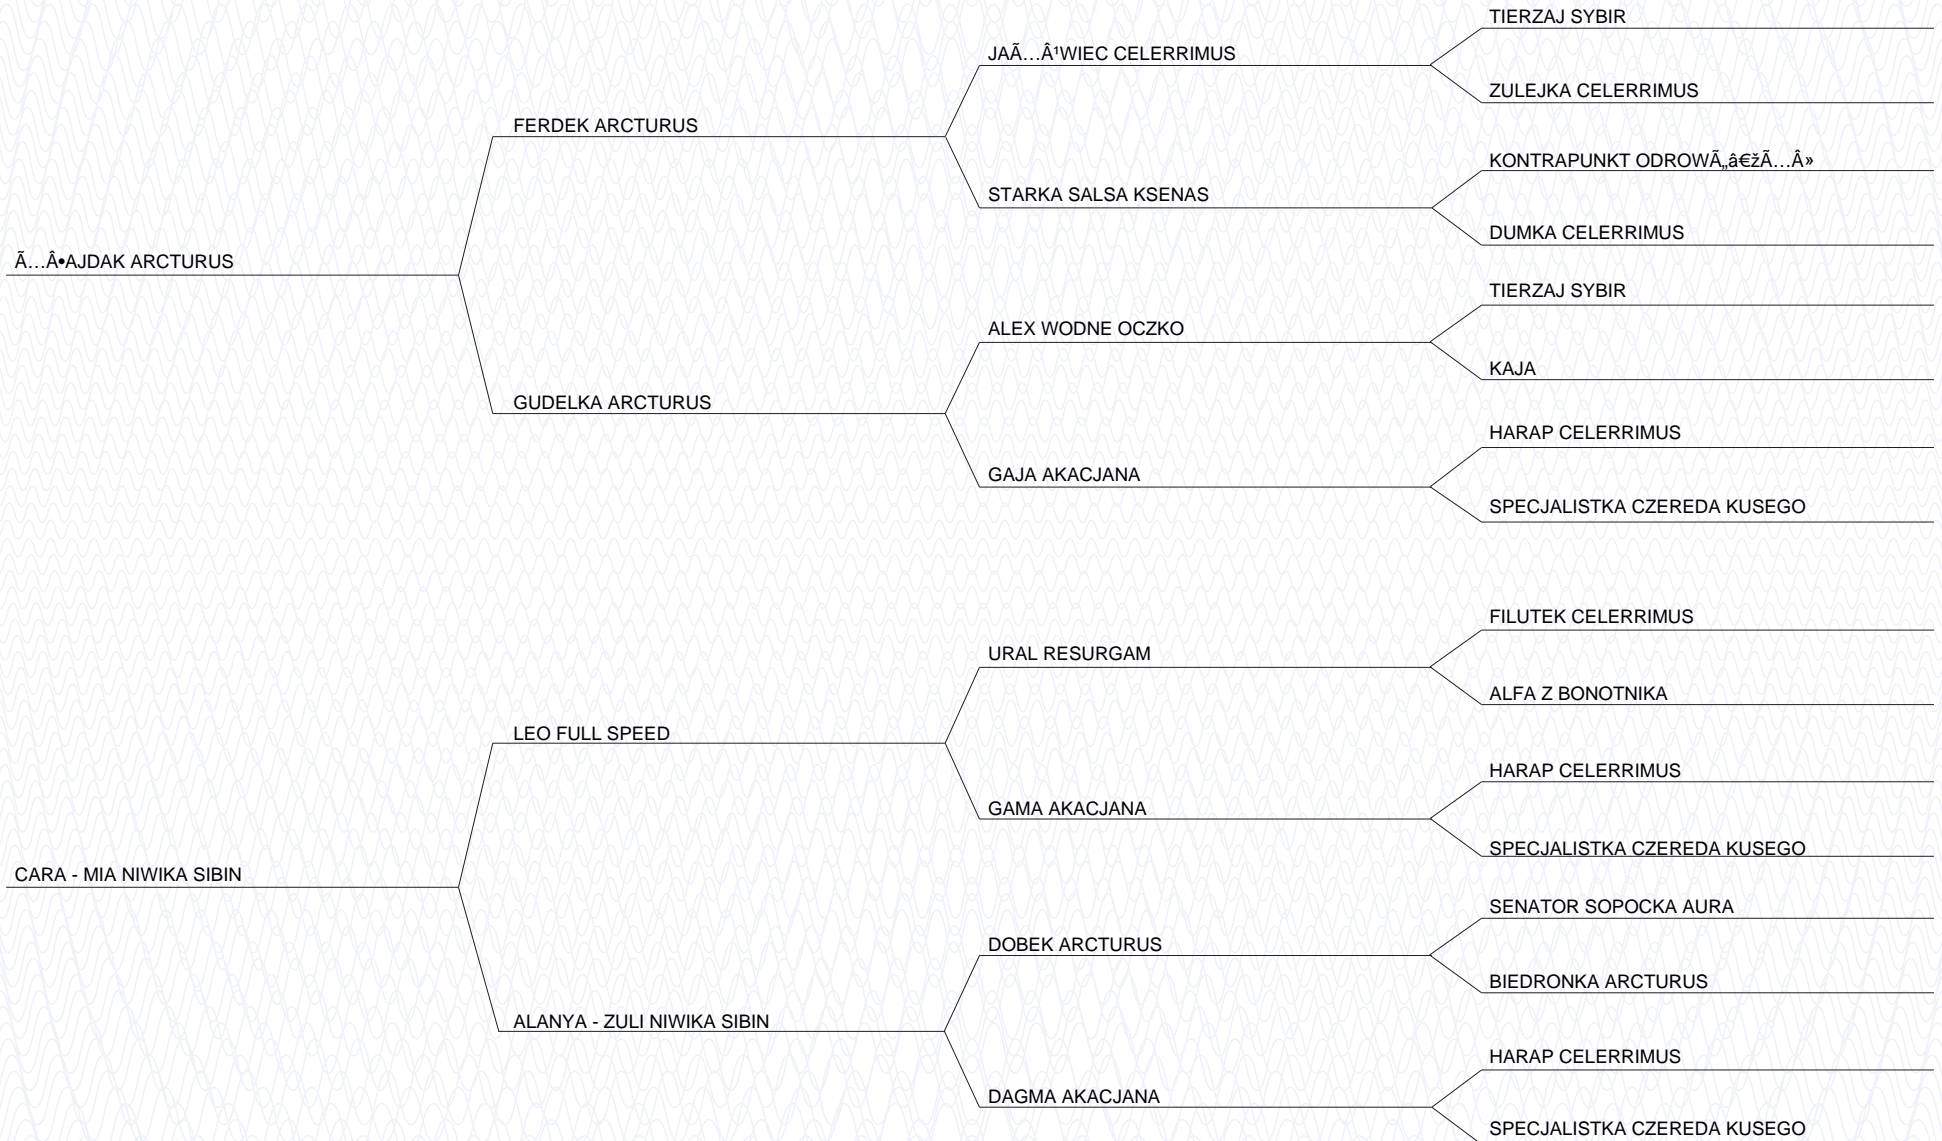 TIERZAJ SYBIR
JAÃ…Â¹WIEC CELERRIMUS
ZULEJKA CELERRIMUS
FERDEK ARCTURUS
KONTRAPUNKT ODROWÃ„â€žÃ…Â»
STARKA SALSA KSENAS
DUMKA CELERRIMUS
Ã…Â•AJDAK ARCTURUS
TIERZAJ SYBIR
ALEX WODNE OCZKO
KAJA
GUDELKA ARCTURUS
HARAP CELERRIMUS
GAJA AKACJANA
SPECJALISTKA CZEREDA KUSEGO
FILUTEK CELERRIMUS
URAL RESURGAM
ALFA Z BONOTNIKA
LEO FULL SPEED
HARAP CELERRIMUS
GAMA AKACJANA
SPECJALISTKA CZEREDA KUSEGO
CARA - MIA NIWIKA SIBIN
SENATOR SOPOCKA AURA
DOBEK ARCTURUS
BIEDRONKA ARCTURUS
ALANYA - ZULI NIWIKA SIBIN
HARAP CELERRIMUS
DAGMA AKACJANA
SPECJALISTKA CZEREDA KUSEGO